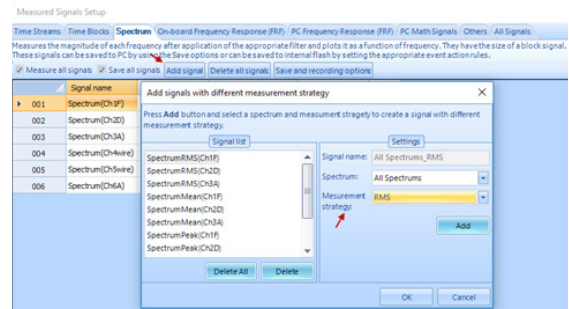 Measured Signals Setup
Time Streams Time Blocks Spectrum On-board Frequency Response (FRF) PC Frequency Response (FRF) PC Math Signals Others All Signals
Measures the magnitude of each frequency after application of the appropriate filter and plots it as a function of frequency. They have the size of a block signal.
These signals can be saved to PC by using the Save options or can be saved to internal flash by setting the appropriate event action rules.
Measure all signals Save all signals Add signal Delete all signals Save and recording options
Signal name
001 Spectrum(Ch1F)
002 Spectrum(Ch2D)
003 Spectrum(Ch3A)
004 Spectrum(Ch4wire)
005 Spectrum(Ch5wire)
006 Spectrum(Ch6A)
Add signals with different measurement strategy
Press Add button and select a spectrum and measument stragety to create a signal with different
measurement strategy.
Signal list
SpectrumRMS(Ch1F)
SpectrumRMS(Ch2D)
SpectrumRMS(Ch3A)
SpectrumMean(Ch1F)
SpectrumMean(Ch2D)
SpectrumMean(Ch3A)
SpectrumPeak(Ch1F)
SpectrumPeak(Ch2D)
Delete All Delete
Settings
Signal name: All Spectrums_RMS
Spectrum: All Spectrums
Mesurement RMS
strategy:
Add
OK Cancel